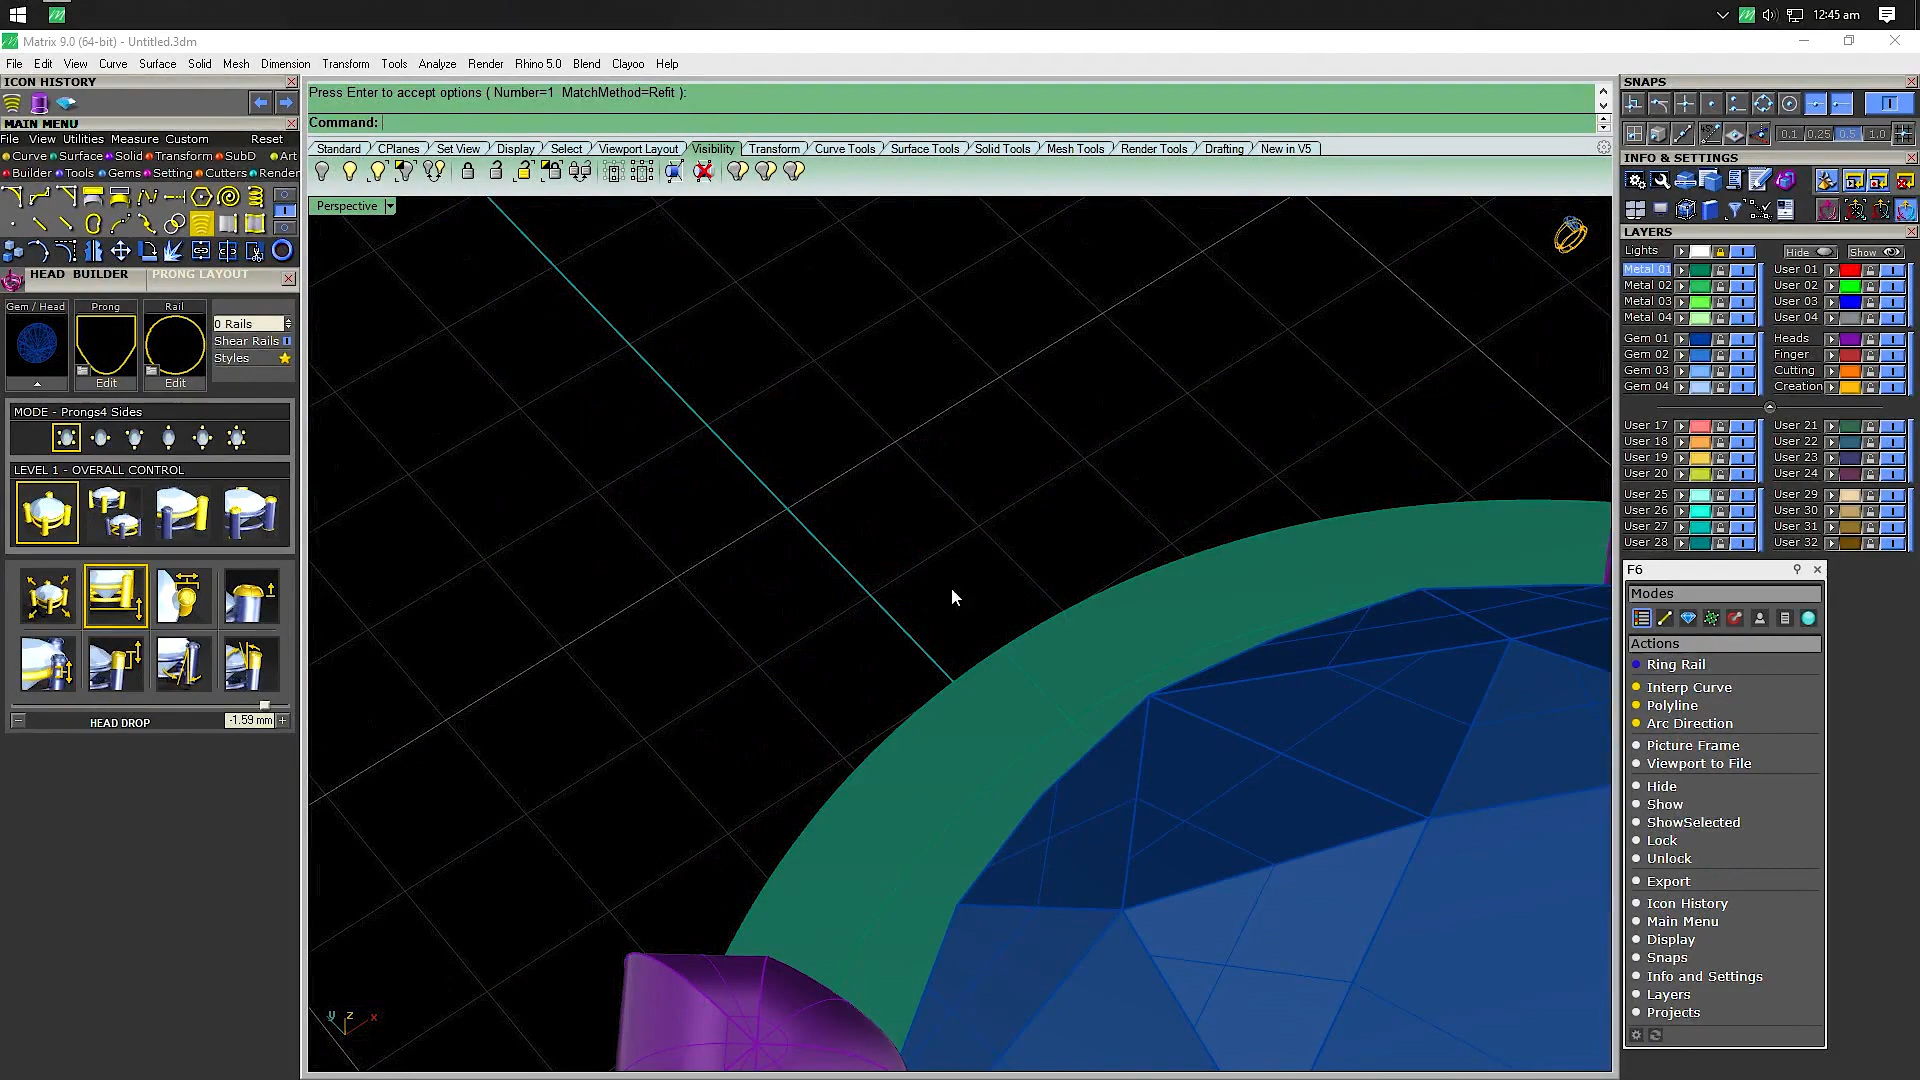 12:45 am
Matrix 9.0 (64-bit) - Untitled.3dm
File Edit View Curve Surface Solid Mesh Dimension Transform Tools Analyze Render Rhino 5.0 Blend Clayoo Help
ICON HISTORY
MAIN MENU
File View Utilities Measure Custom Reset
Curve Surface Solid Transform SubD Art
Builder Tools Gems Setting Cutters Render
HEAD BUILDER PRONG LAYOUT
Gem / Head Prong Rail
0 Rails
Shear Rails
Styles
Edit Edit
MODE - Prongs4 Sides
LEVEL 1 - OVERALL CONTROL
HEAD DROP -1.59 mm
Press Enter to accept options ( Number=1 MatchMethod=Refit ):
Command:
Standard CPlanes Set View Display Select Viewport Layout Visibility Transform Curve Tools Surface Tools Solid Tools Mesh Tools Render Tools Drafting New in V5
Perspective
y z x
SNAPS
0.1 0.25 0.5 1.0
INFO & SETTINGS
LAYERS
Lights Hide Show
Metal 01 User 01
Metal 02 User 02
Metal 03 User 03
Metal 04 User 04
Gem 01 Heads
Gem 02 Finger
Gem 03 Cutting
Gem 04 Creation
User 17 User 21
User 18 User 22
User 19 User 23
User 20 User 24
User 25 User 29
User 26 User 30
User 27 User 31
User 28 User 32
F6
Modes
Actions
Ring Rail
Interp Curve
Polyline
Arc Direction
Picture Frame
Viewport to File
Hide
Show
ShowSelected
Lock
Unlock
Export
Icon History
Main Menu
Display
Snaps
Info and Settings
Layers
Projects